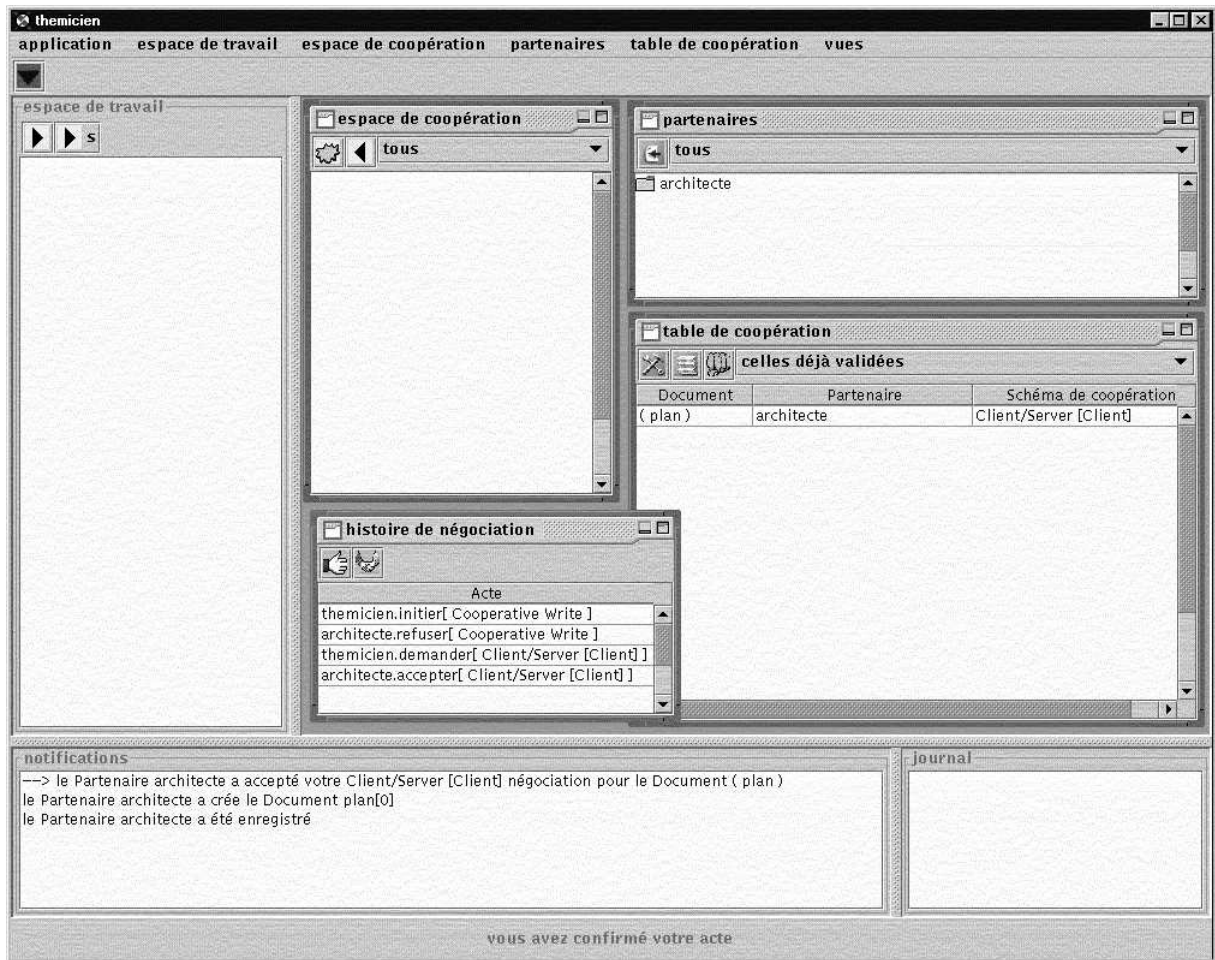 themicien
application espace de travail espace de coopération partenaires table de coopération vues
espace de travail
s
espace de coopération
tous
partenaires
tous
architecte
table de coopération
celles déjà validées
Document Partenaire Schéma de coopération
( plan ) architecte Client/Server [Client]
histoire de négociation
Acte
themicien.initier[ Cooperative Write ]
architecte.refuser[ Cooperative Write ]
themicien.demander[ Client/Server [Client] ]
architecte.accepter[ Client/Server [Client] ]
notifications
--> le Partenaire architecte a accepté votre Client/Server [Client] négociation pour le Document ( plan )
le Partenaire architecte a crée le Document plan[0]
le Partenaire architecte a été enregistré
journal
vous avez confirmé votre acte